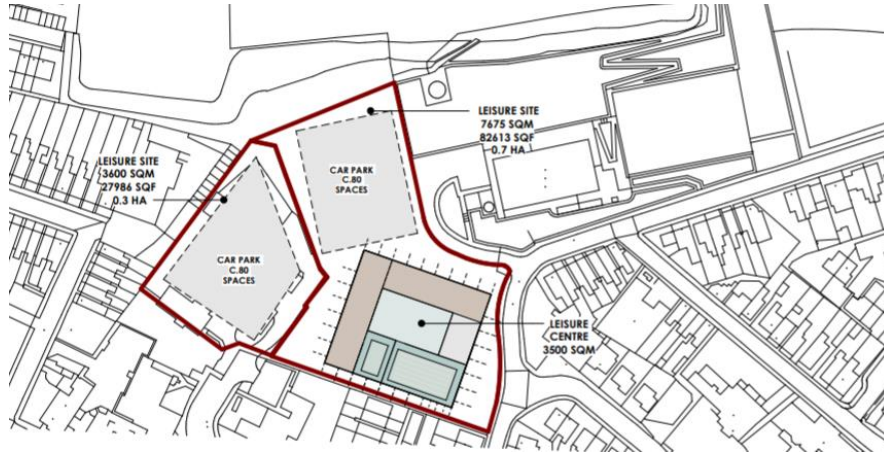 LEISURE SITE
7675 SQM
82613 SQF
0.7 HA
LEISURE SITE
3600 SQM
27986 SQF
0.3 HA
CAR PARK
C.80
SPACES
CAR PARK
C.80
SPACES
LEISURE
CENTRE
3500 SQM